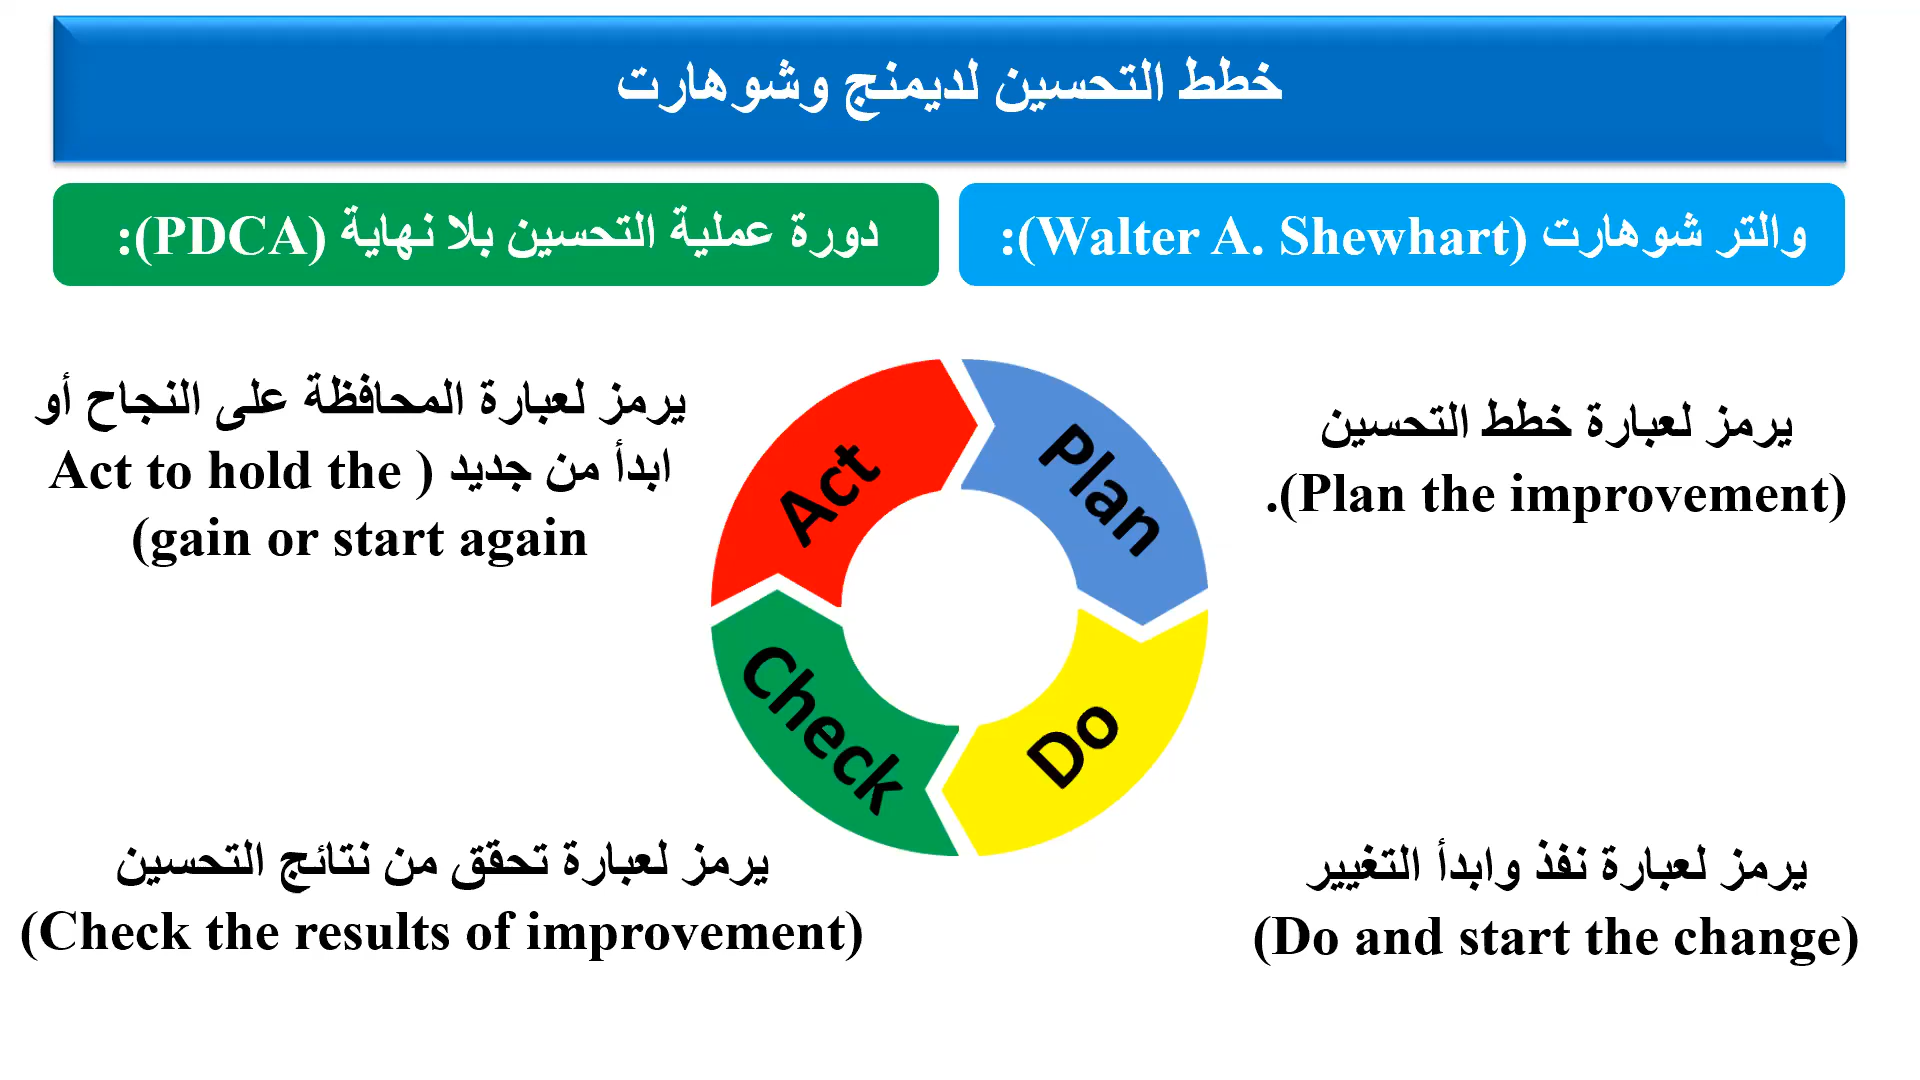 خطط التحسين لديمنج وشوهارت
والتر شوهارت (Walter A. Shewhart):
دورة عملية التحسين بلا نهاية (PDCA):
يرمز لعبارة خطط التحسين
(Plan the improvement).
Plan
يرمز لعبارة نفذ وابدأ التغيير
(Do and start the change)
Do
يرمز لعبارة تحقق من نتائج التحسين
(Check the results of improvement)
Check
يرمز لعبارة المحافظة على النجاح أو
ابدأ من جديد (Act to hold the
gain or start again)
Act